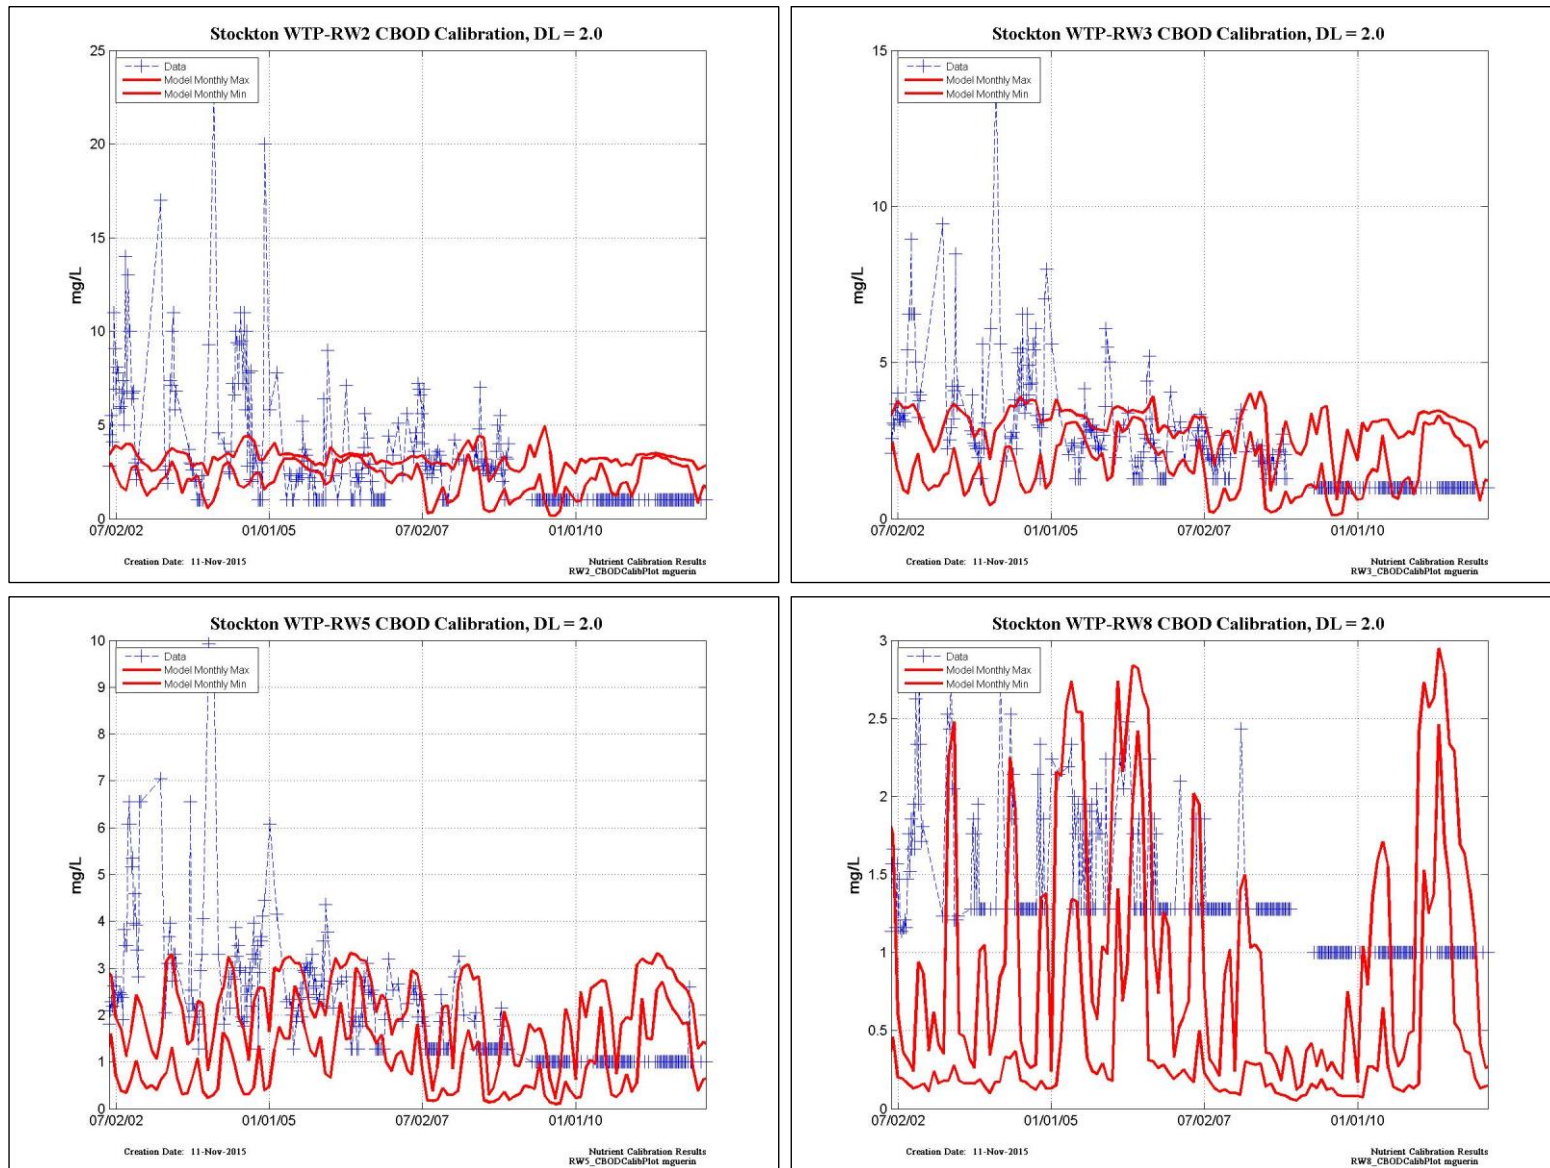 Stockton WTP-RW2 CBOD Calibration, DL = 2.0
25
20
15
10
5
0
mg/L
Data
Model Monthly Max
Model Monthly Min
07/02/02 01/01/05 07/02/07 01/01/10
Creation Date: 11-Nov-2015
Nutrient Calibration Results
RW2_CBODCalibPlot mguerin
Stockton WTP-RW3 CBOD Calibration, DL = 2.0
15
10
5
0
mg/L
Data
Model Monthly Max
Model Monthly Min
07/02/02 01/01/05 07/02/07 01/01/10
Creation Date: 11-Nov-2015
Nutrient Calibration Results
RW3_CBODCalibPlot mguerin
Stockton WTP-RW5 CBOD Calibration, DL = 2.0
10
9
8
7
6
5
4
3
2
1
0
mg/L
Data
Model Monthly Max
Model Monthly Min
07/02/02 01/01/05 07/02/07 01/01/10
Creation Date: 11-Nov-2015
Nutrient Calibration Results
RW5_CBODCalibPlot mguerin
Stockton WTP-RW8 CBOD Calibration, DL = 2.0
3
2.5
2
1.5
1
0.5
0
mg/L
Data
Model Monthly Max
Model Monthly Min
07/02/02 01/01/05 07/02/07 01/01/10
Creation Date: 11-Nov-2015
Nutrient Calibration Results
RW8_CBODCalibPlot mguerin